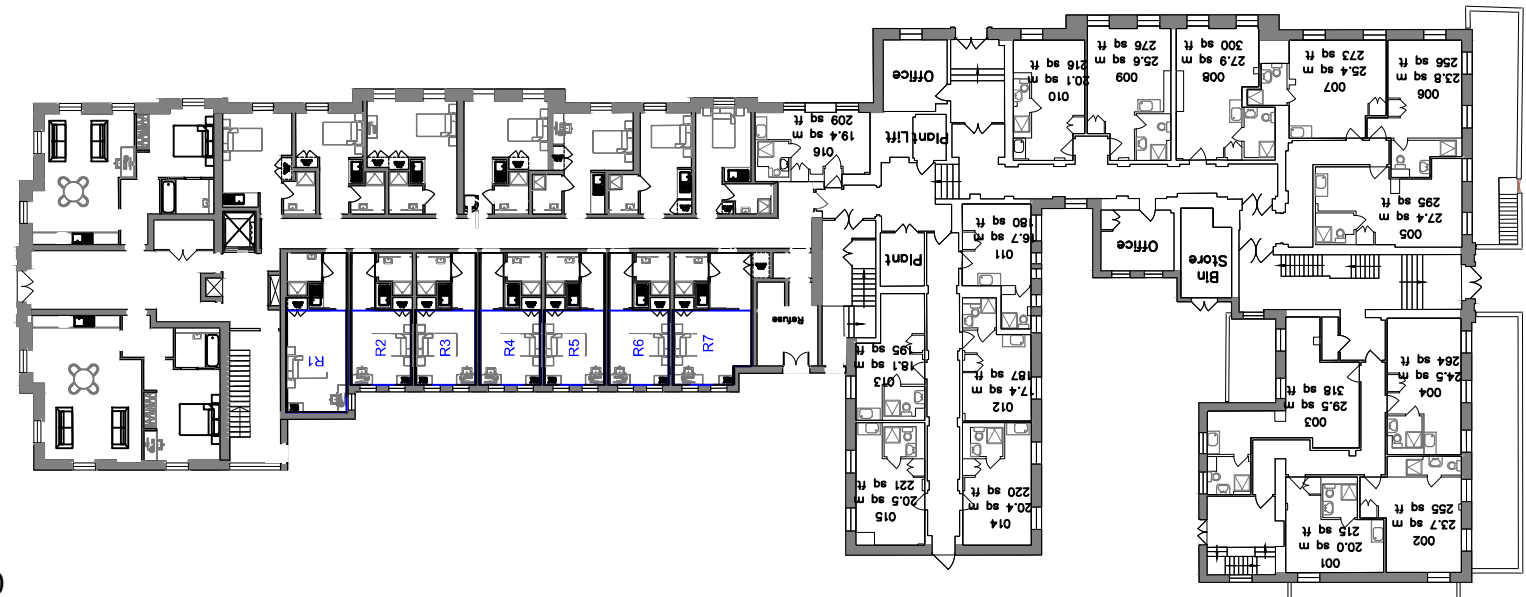 Office
Plant
Lift
016
19.4 sq m
209 sq ft
010
20.1 sq m
216 sq ft
009
25.6 sq m
276 sq ft
008
27.9 sq m
300 sq ft
007
25.4 sq m
273 sq ft
006
23.8 sq m
256 sq ft
005
27.4 sq m
295 sq ft
Office
Bin
Store
011
16.7 sq m
180 sq ft
Plant
R1
R2
R3
R4
R5
R6
R7
Refuse
013
18.1 sq m
195 sq ft
012
17.4 sq m
187 sq ft
003
29.5 sq m
318 sq ft
004
24.5 sq m
264 sq ft
015
20.5 sq m
221 sq ft
014
20.4 sq m
220 sq ft
001
20.0 sq m
215 sq ft
002
23.7 sq m
255 sq ft